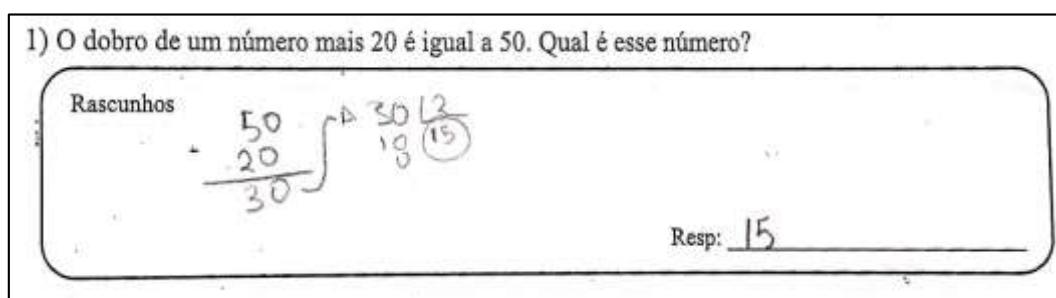 1) O dobro de um número mais 20 é igual a 50. Qual é esse número?
Rascunhos
50
- 20
30
30 2
10 15
0
Resp: 15